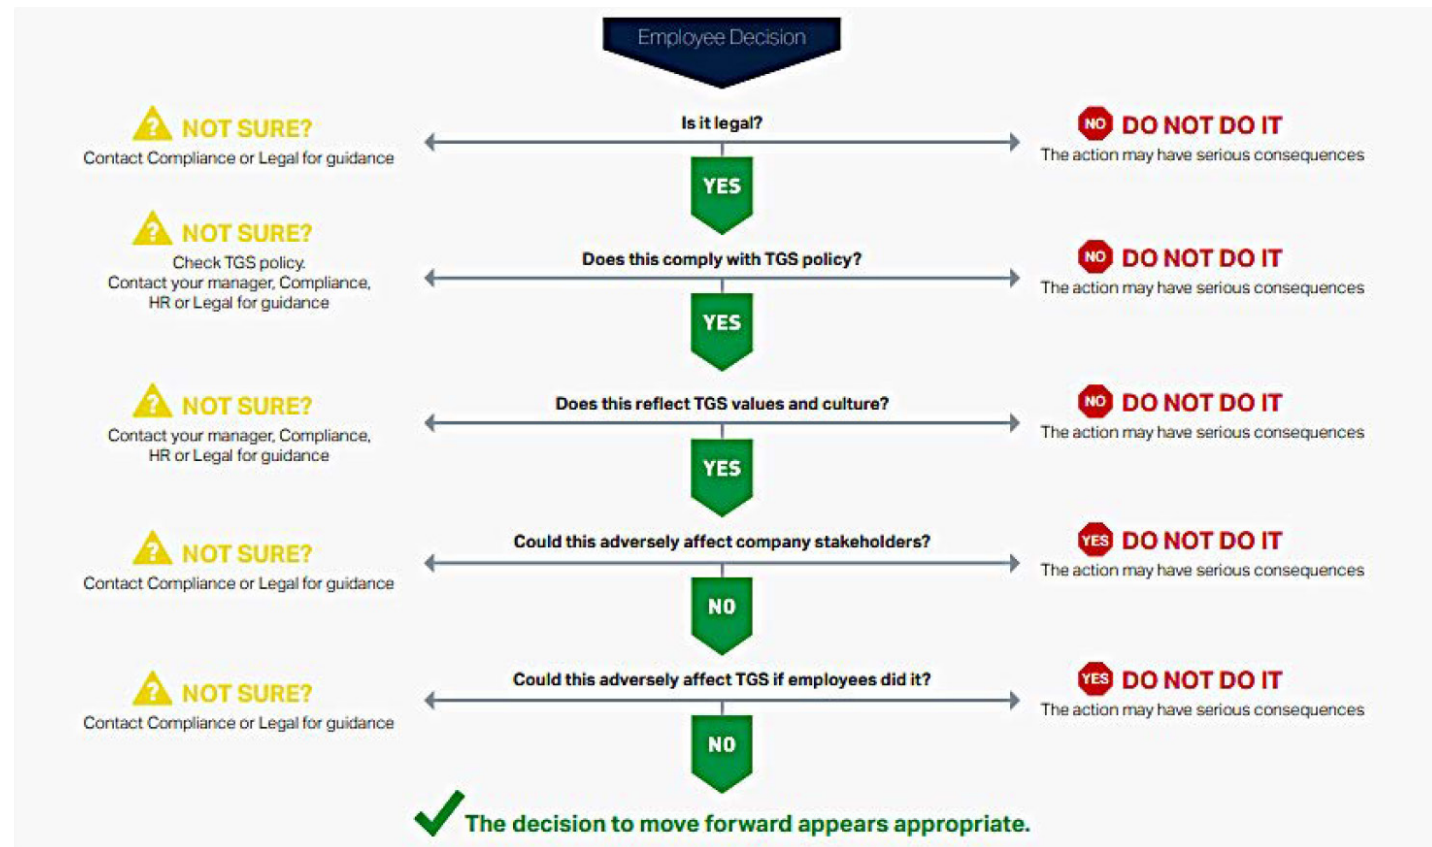 Employee Decision
Is it legal?
? NOT SURE?
Contact Compliance or Legal for guidance
NO DO NOT DO IT
The action may have serious consequences
YES
Does this comply with TGS policy?
? NOT SURE?
Check TGS policy.
Contact your manager, Compliance,
HR or Legal for guidance
NO DO NOT DO IT
The action may have serious consequences
YES
Does this reflect TGS values and culture?
? NOT SURE?
Contact your manager, Compliance,
HR or Legal for guidance
NO DO NOT DO IT
The action may have serious consequences
YES
Could this adversely affect company stakeholders?
? NOT SURE?
Contact Compliance or Legal for guidance
YES DO NOT DO IT
The action may have serious consequences
NO
Could this adversely affect TGS if employees did it?
? NOT SURE?
Contact Compliance or Legal for guidance
YES DO NOT DO IT
The action may have serious consequences
NO
The decision to move forward appears appropriate.